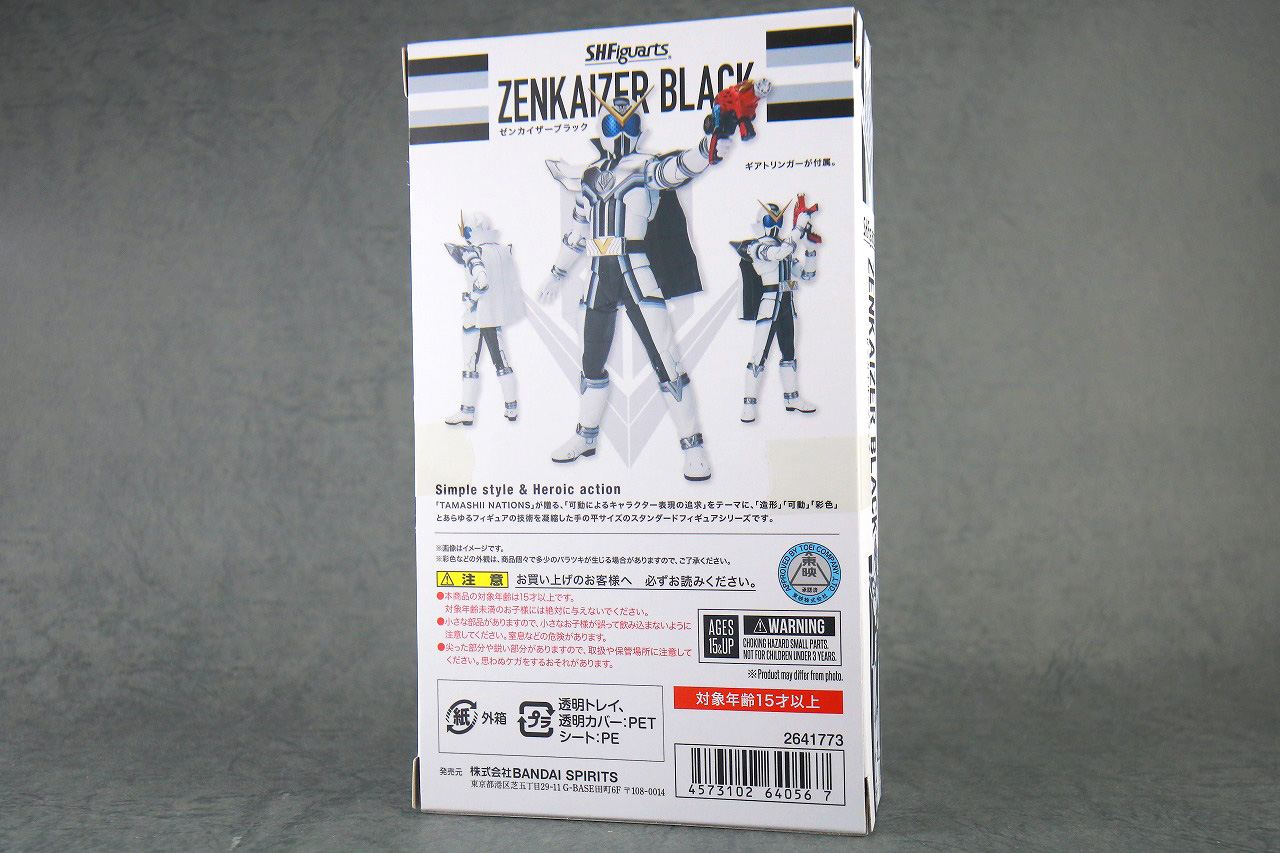 S.H.Figuarts
ZENKAIZER BLACK
ゼンカイザーブラック
ギアトリンガーが付属。
Simple style & Heroic action
「TAMASHII NATIONS」が贈る、「可動によるキャラクター表現の追求」をテーマに、「造形」「可動」「彩色」
とあらゆるフィギュアの技術を凝縮した手の平サイズのスタンダードフィギュアシリーズです。
※画像はイメージです。
※彩色などの外観は、商品個々で多少のバラツキが生じる場合がありますので、ご了承ください。
注意 お買い上げのお客様へ 必ずお読みください。
●本商品の対象年齢は15才以上です。
対象年齢未満のお子様には絶対に与えないでください。
●小さな部品がありますので、小さなお子様が誤って飲み込まないように
注意してください。窒息などの危険があります。
●尖った部分や鋭い部分がありますので、取扱や保管場所に注意して
ください。思わぬケガをするおそれがあります。
APPROVED BY TOEI COMPANY, LTD
東映
承認済
株式会社東映
AGES
15&UP
WARNING
CHOKING HAZARD SMALL PARTS.
NOT FOR CHILDREN UNDER 3 YEARS.
※Product may differ from photo.
対象年齢15才以上
紙 外箱
プラ
透明トレイ、
透明カバー:PET
シート:PE
2641773
4573102 64056 7
発売元 株式会社BANDAI SPIRITS
東京都港区芝五丁目29-11 G-BASE田町6F 〒108-0014
ZENKAIZER BLACK